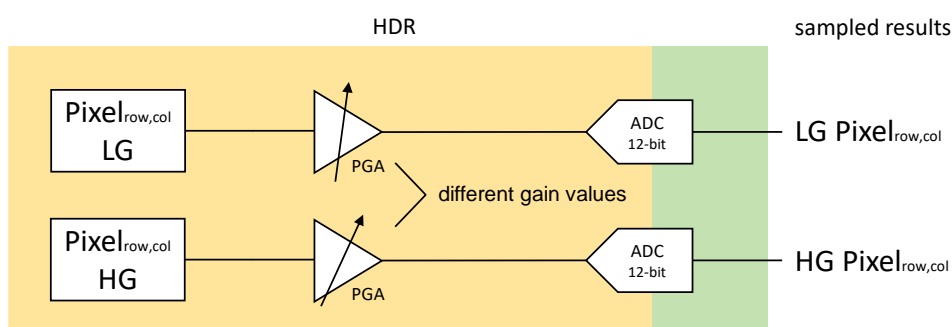 HDR
sampled results
Pixelrow,col
LG
PGA
ADC
12-bit
LG Pixelrow,col
different gain values
Pixelrow,col
HG
PGA
ADC
12-bit
HG Pixelrow,col